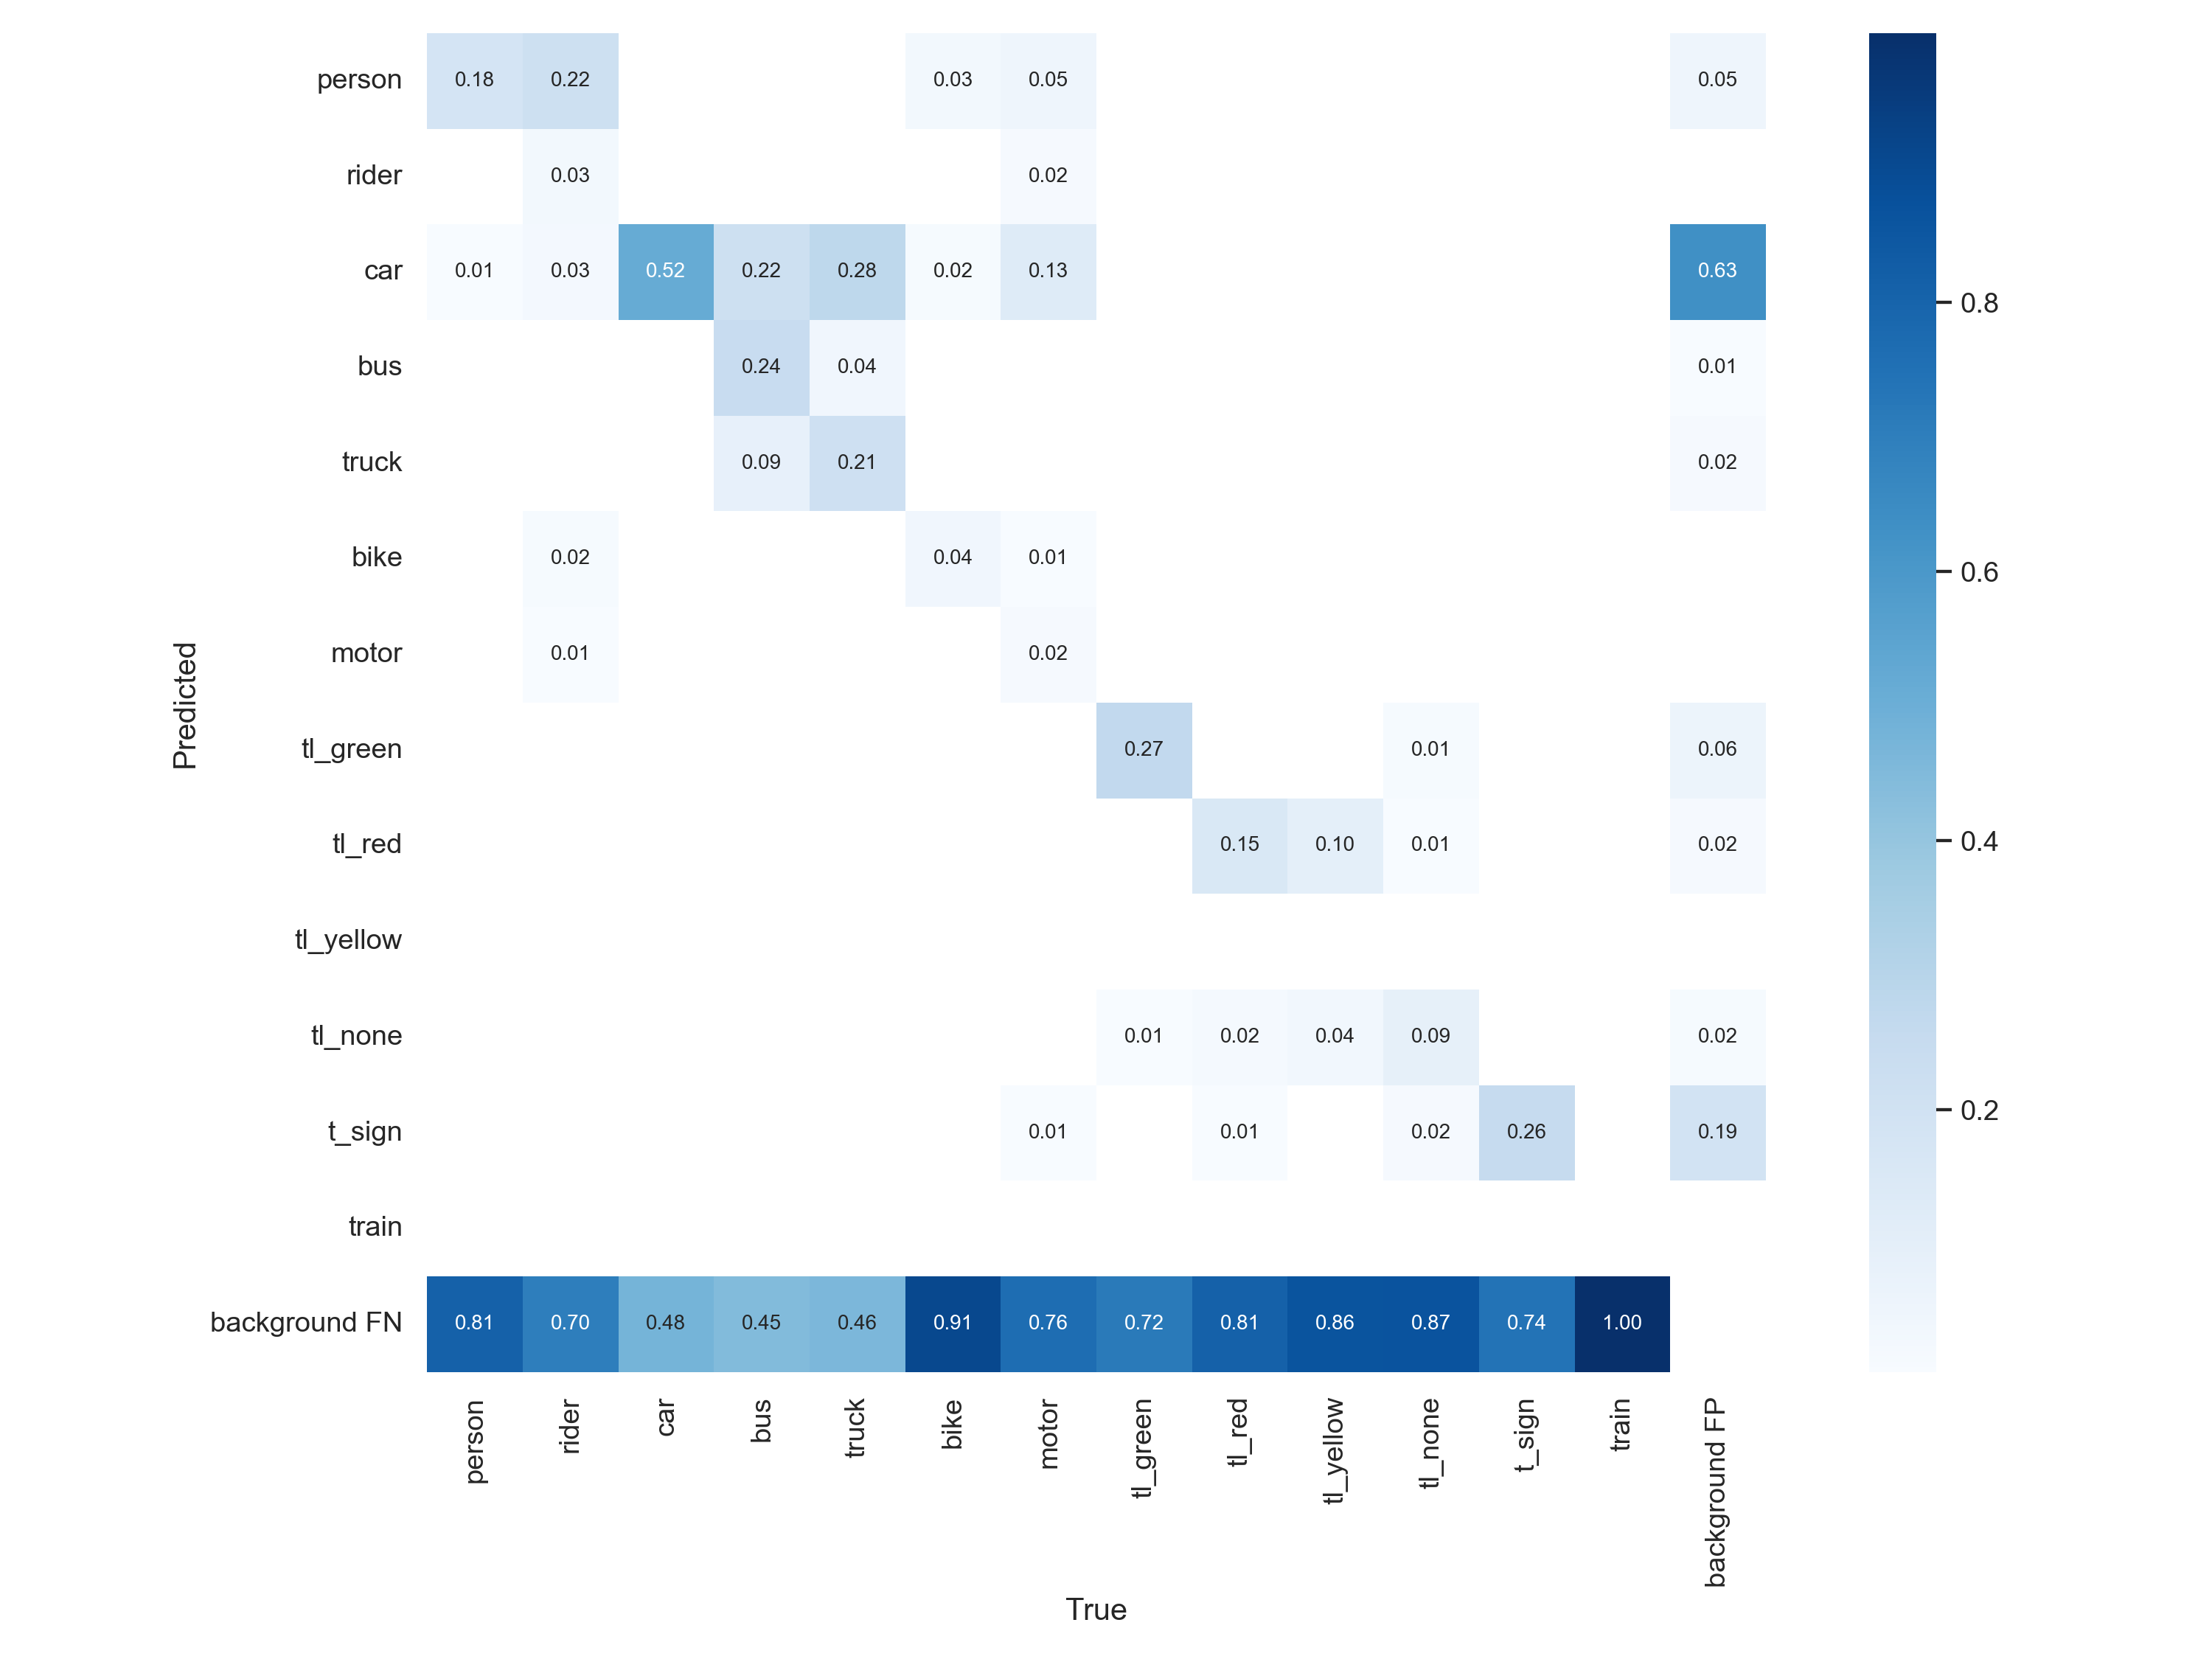 person 0.18 0.22 0.03 0.05 0.05
rider 0.03 0.02
car 0.01 0.03 0.52 0.22 0.28 0.02 0.13 0.63
0.8
bus 0.24 0.04 0.01
truck 0.09 0.21 0.02
bike 0.02 0.04 0.01
0.6
motor 0.01 0.02
Predicted
tl_green 0.27 0.01 0.06
tl_red 0.15 0.10 0.01 0.02
0.4
tl_yellow
tl_none 0.01 0.02 0.04 0.09 0.02
t_sign 0.01 0.01 0.02 0.26 0.19
0.2
train
background FN 0.81 0.70 0.48 0.45 0.46 0.91 0.76 0.72 0.81 0.86 0.87 0.74 1.00
person
rider
car
bus
truck
bike
motor
tl_green
tl_red
tl_yellow
tl_none
t_sign
train
background FP
True